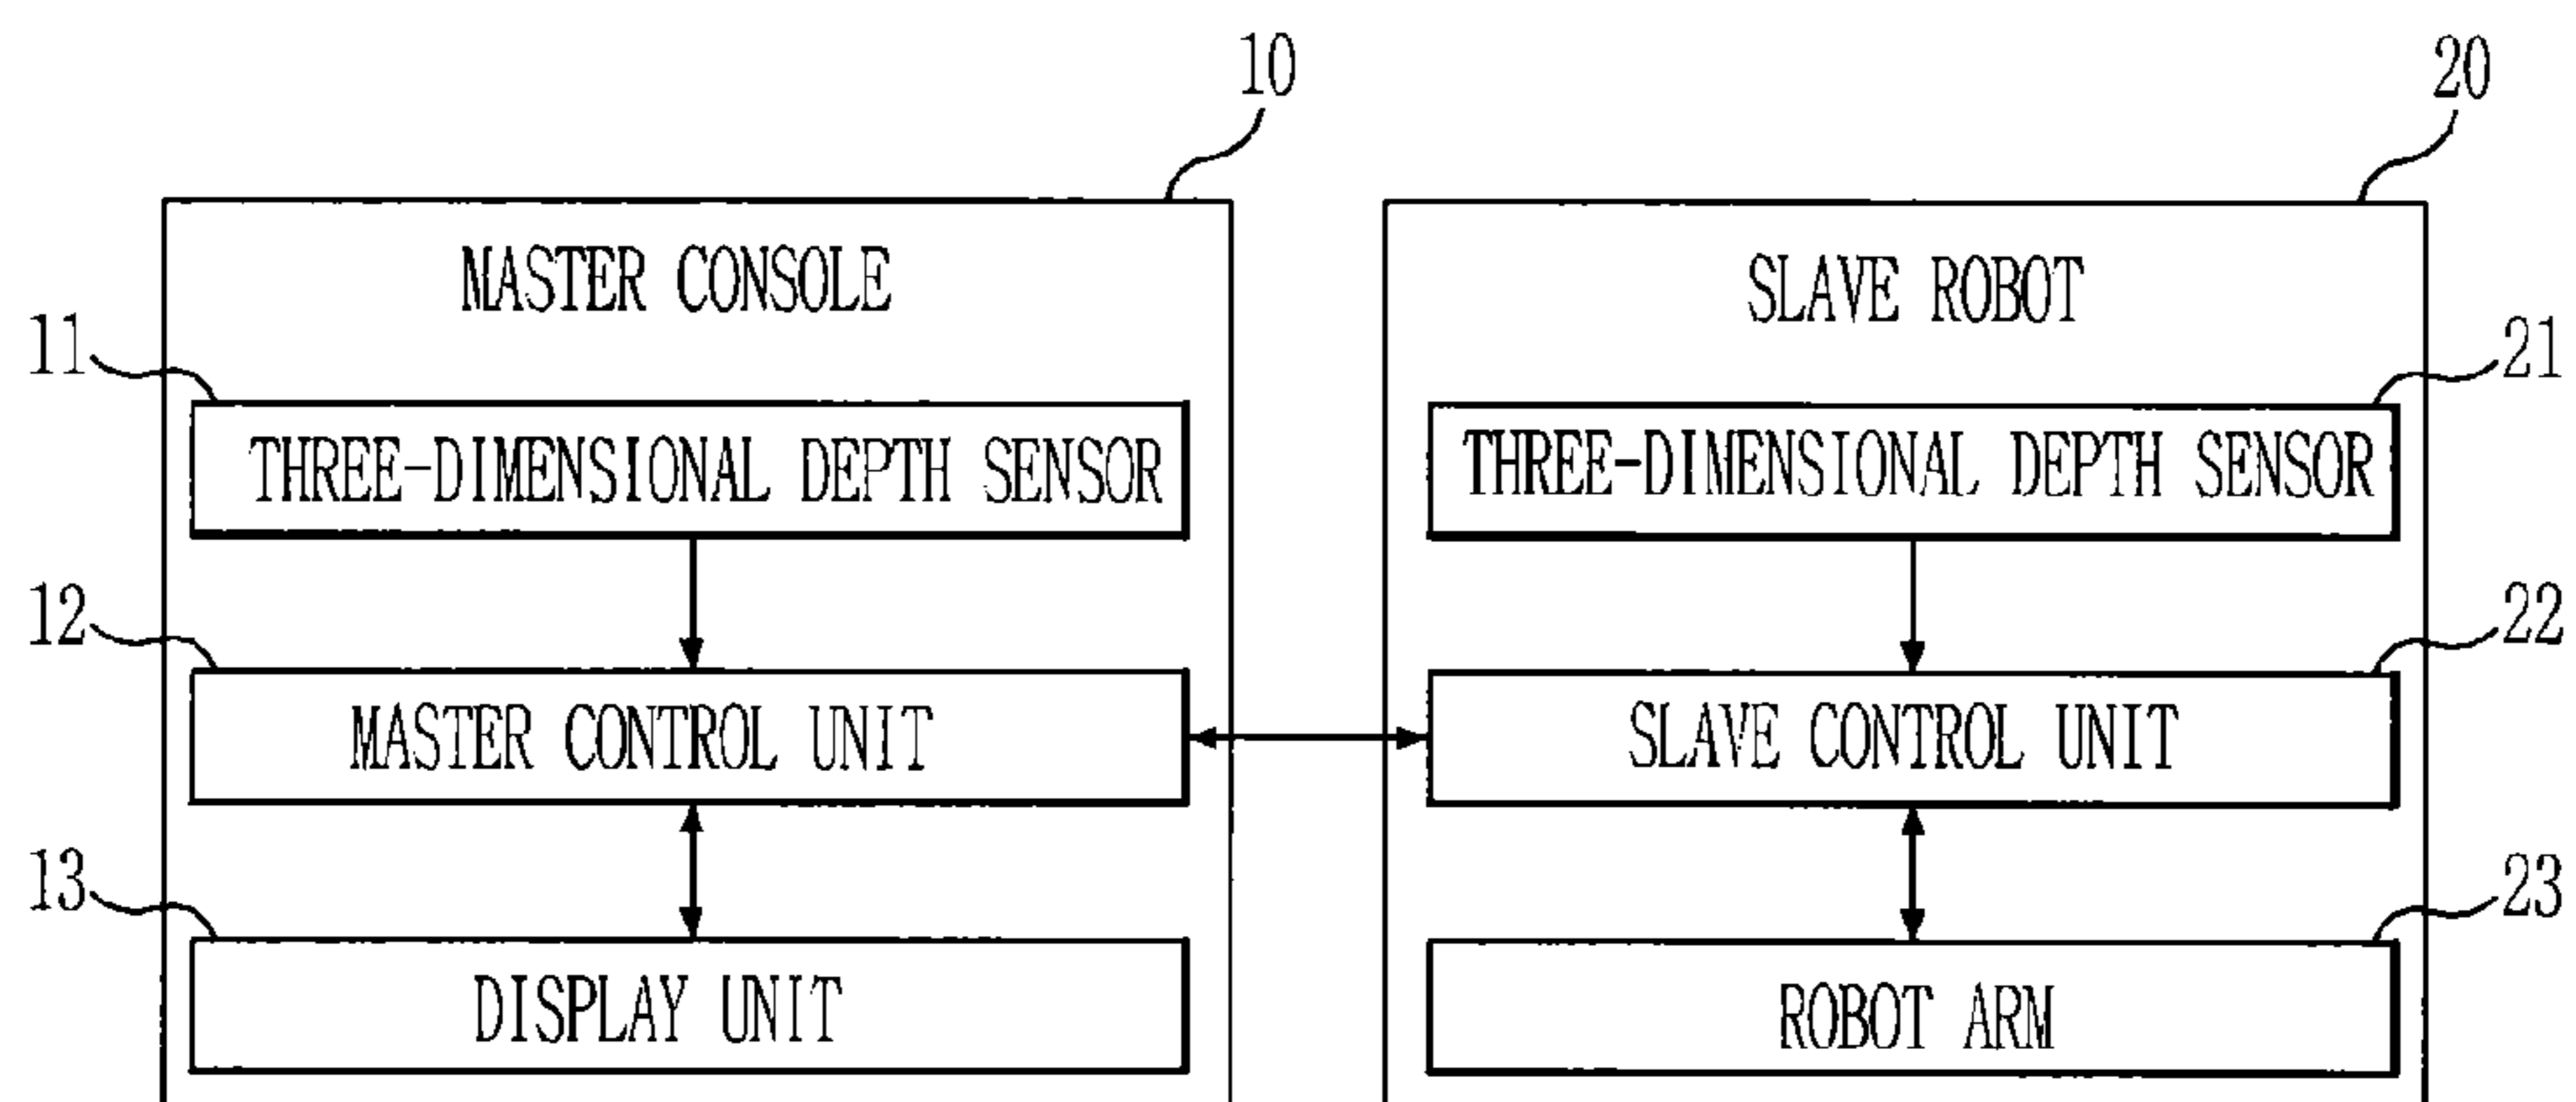 10
20
MASTER CONSOLE
SLAVE ROBOT
11
21
THREE-DIMENSIONAL DEPTH SENSOR
THREE-DIMENSIONAL DEPTH SENSOR
12
22
MASTER CONTROL UNIT
SLAVE CONTROL UNIT
13
23
DISPLAY UNIT
ROBOT ARM